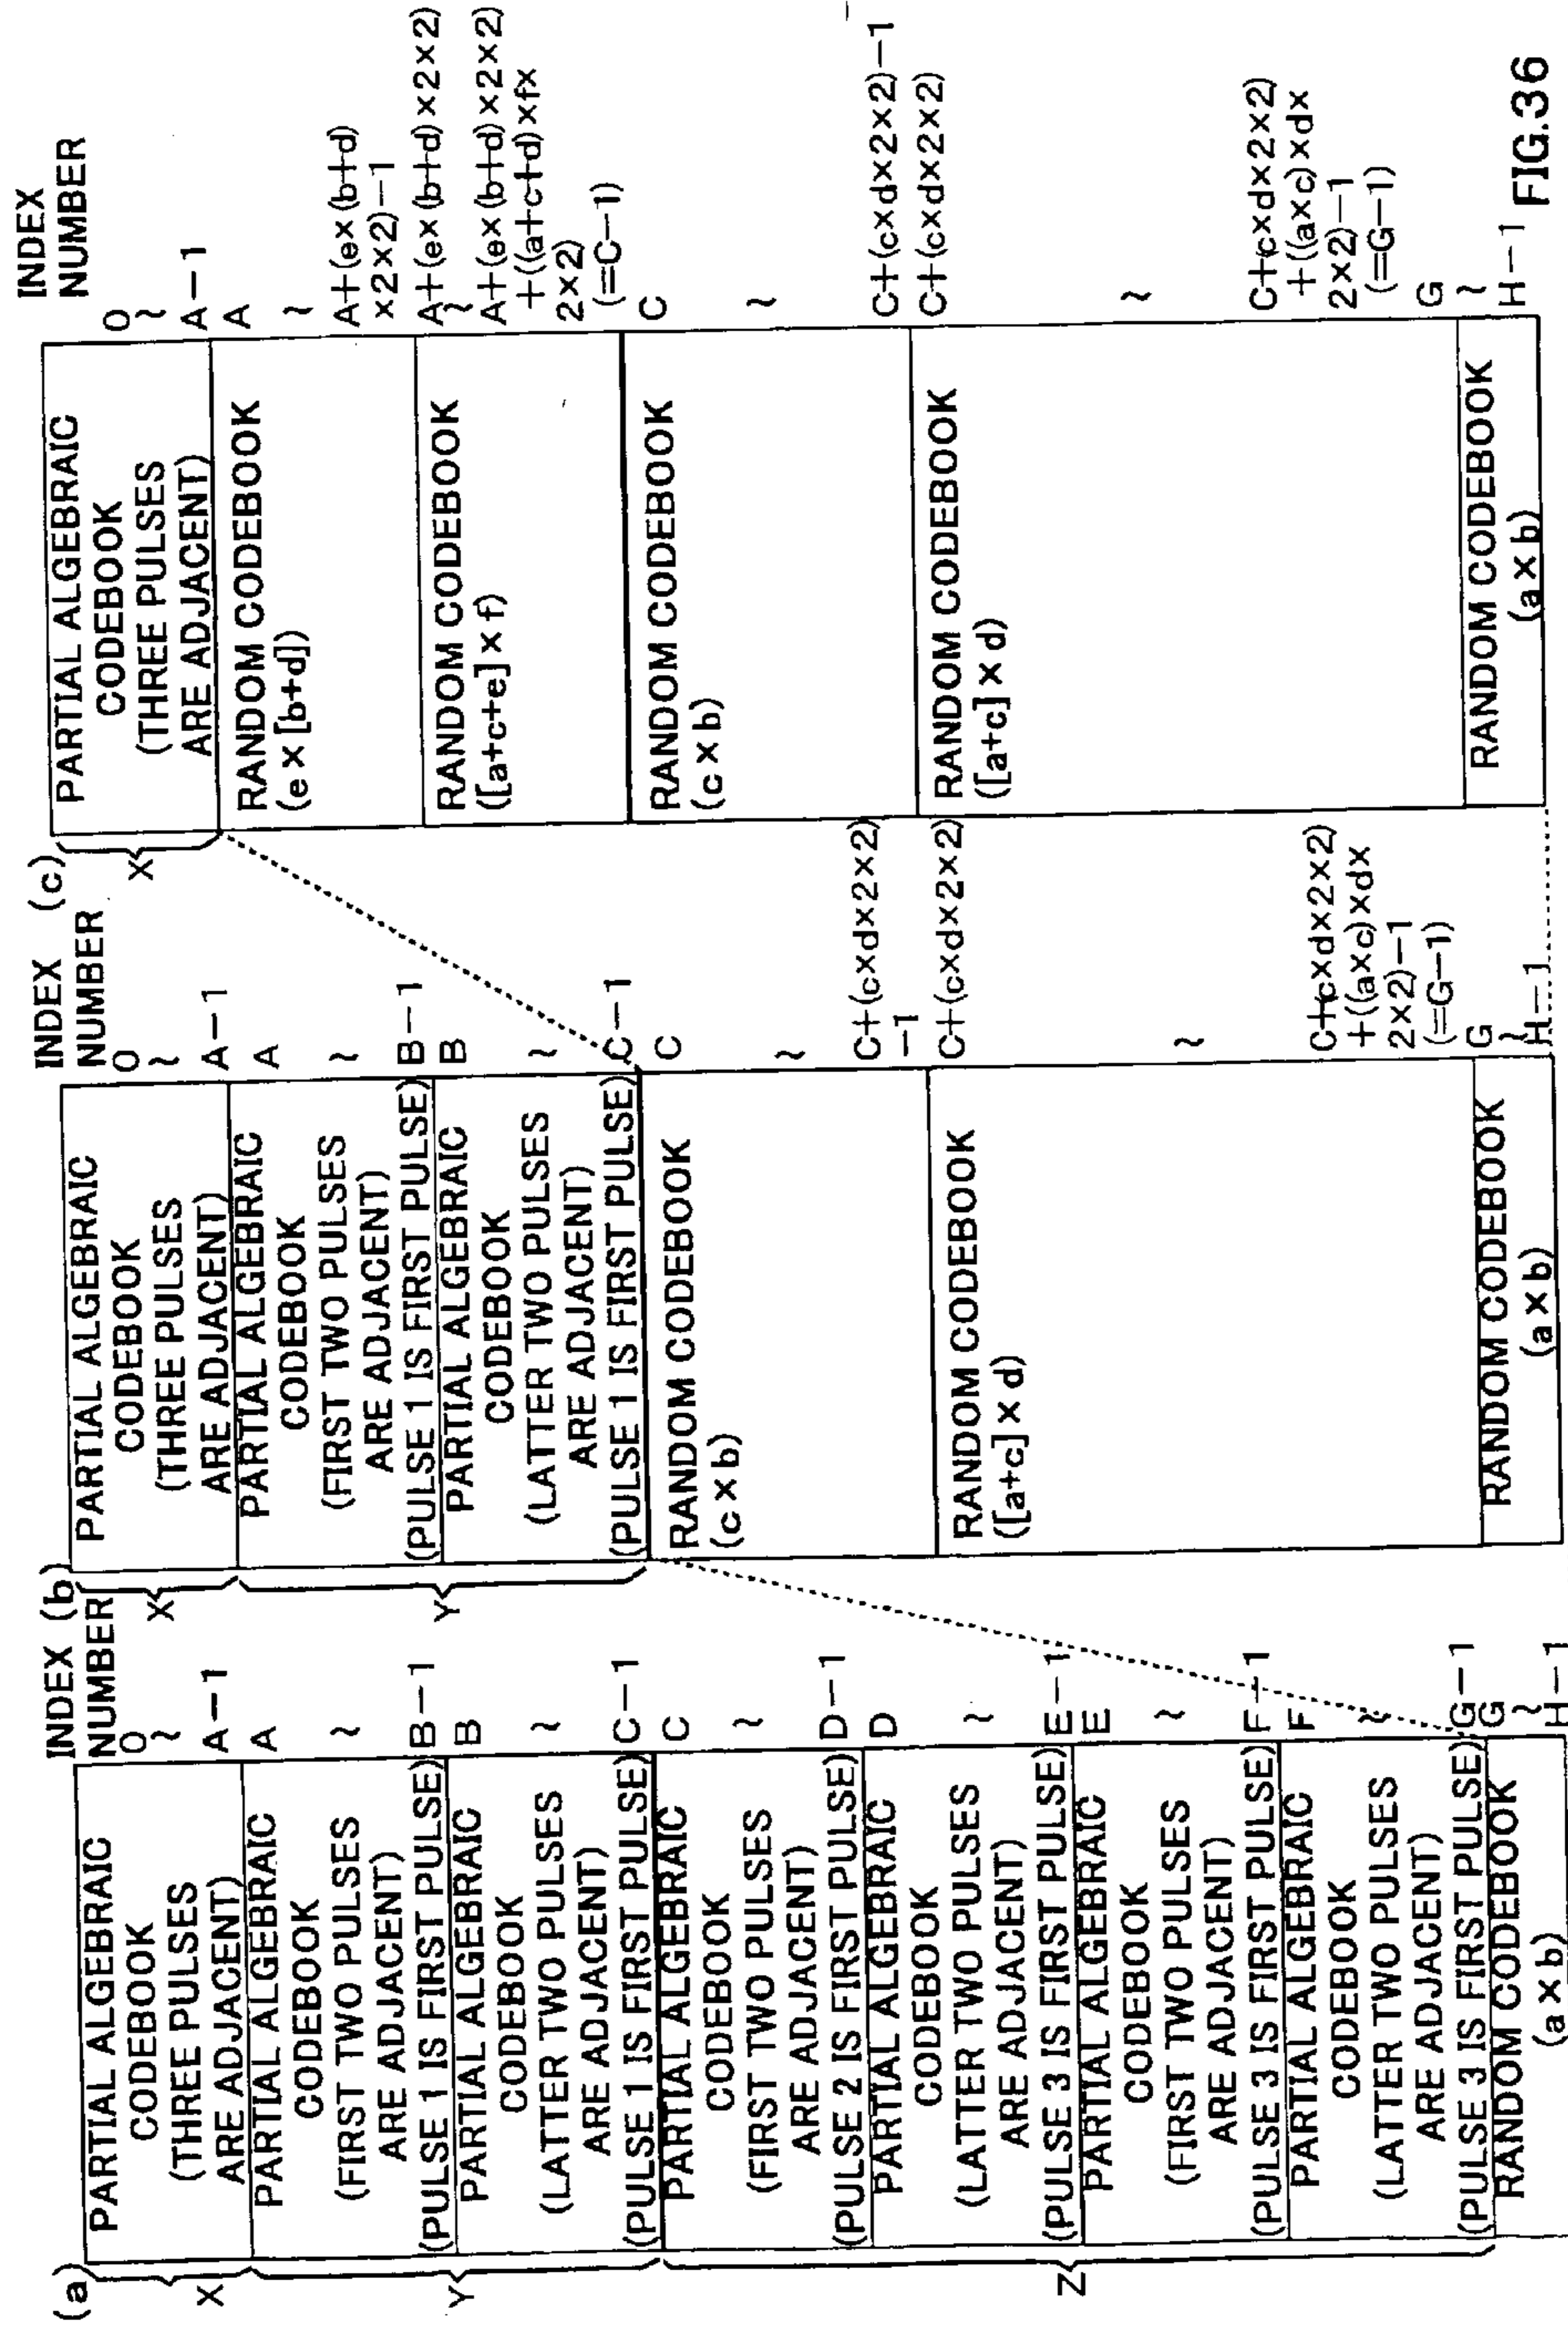 (a)
INDEX
NUMBER
X
PARTIAL ALGEBRAIC
CODEBOOK
(THREE PULSES
ARE ADJACENT)
0
~
A-1
Y
PARTIAL ALGEBRAIC
CODEBOOK
(FIRST TWO PULSES
ARE ADJACENT)
(PULSE 1 IS FIRST PULSE)
A
~
B-1
PARTIAL ALGEBRAIC
CODEBOOK
(LATTER TWO PULSES
ARE ADJACENT)
(PULSE 1 IS FIRST PULSE)
B
~
C-1
Z
PARTIAL ALGEBRAIC
CODEBOOK
(FIRST TWO PULSES
ARE ADJACENT)
(PULSE 2 IS FIRST PULSE)
C
~
D-1
PARTIAL ALGEBRAIC
CODEBOOK
(LATTER TWO PULSES
ARE ADJACENT)
(PULSE 3 IS FIRST PULSE)
D
~
E-1
PARTIAL ALGEBRAIC
CODEBOOK
(FIRST TWO PULSES
ARE ADJACENT)
(PULSE 3 IS FIRST PULSE)
E
~
F-1
PARTIAL ALGEBRAIC
CODEBOOK
(LATTER TWO PULSES
ARE ADJACENT)
(PULSE 3 IS FIRST PULSE)
F
~
G-1
RANDOM CODEBOOK
(a×b)
G
~
H-1
(b)
INDEX
NUMBER
X
PARTIAL ALGEBRAIC
CODEBOOK
(THREE PULSES
ARE ADJACENT)
0
~
A-1
Y
PARTIAL ALGEBRAIC
CODEBOOK
(FIRST TWO PULSES
ARE ADJACENT)
(PULSE 1 IS FIRST PULSE)
A
~
B-1
PARTIAL ALGEBRAIC
CODEBOOK
(LATTER TWO PULSES
ARE ADJACENT)
(PULSE 1 IS FIRST PULSE)
B
~
C-1
RANDOM CODEBOOK
(c×b)
C
~
C+(c×d×2×2)
-1
RANDOM CODEBOOK
([a+c]×d)
C+(c×d×2×2)
~
C+c×d×2×2)
+((a×c)×d×
2×2)-1
(=G-1)
RANDOM CODEBOOK
(a×b)
G
~
H-1
(c)
INDEX
NUMBER
X
PARTIAL ALGEBRAIC
CODEBOOK
(THREE PULSES
ARE ADJACENT)
0
~
A-1
RANDOM CODEBOOK
(e×[b+d])
A
~
A+(e×(b+d)
×2×2)-1
RANDOM CODEBOOK
([a+c+e]×f)
A+(e×(b+d)×2×2)
~
A+(e×(b+d)×2×2)
+((a+c+d)×f×
2×2)
(=C-1)
RANDOM CODEBOOK
(c×b)
C
~
C+(c×d×2×2)-1
RANDOM CODEBOOK
([a+c]×d)
C+(c×d×2×2)
~
C+c×d×2×2)
+((a×c)×d×
2×2)-1
(=G-1)
RANDOM CODEBOOK
(a×b)
G
~
H-1
FIG.36